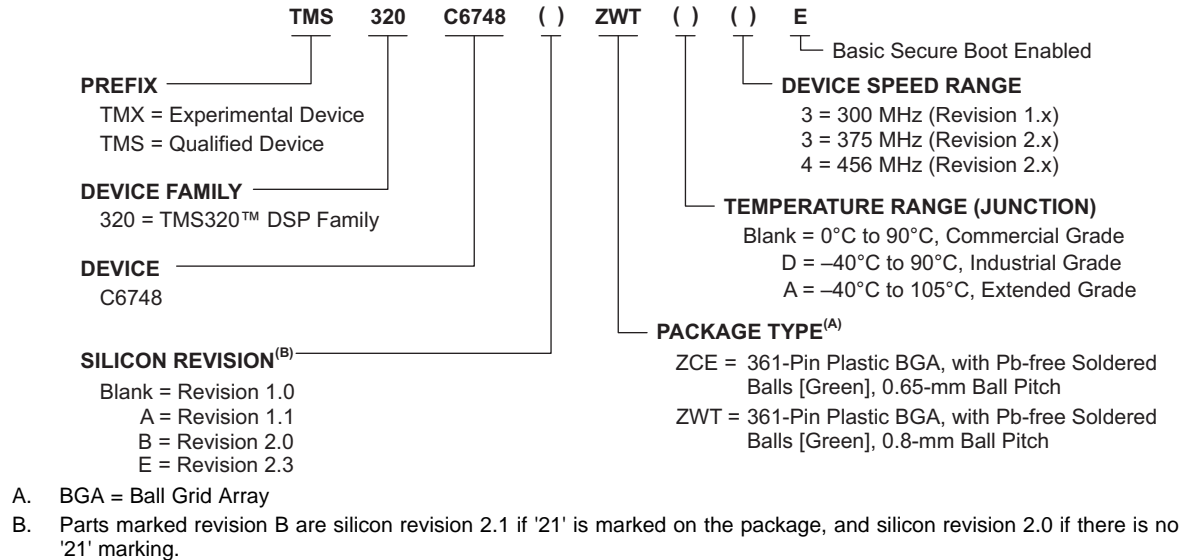 TMS 320 C6748 ( ) ZWT ( ) ( ) E
Basic Secure Boot Enabled
PREFIX
TMX = Experimental Device
TMS = Qualified Device
DEVICE SPEED RANGE
3 = 300 MHz (Revision 1.x)
3 = 375 MHz (Revision 2.x)
4 = 456 MHz (Revision 2.x)
DEVICE FAMILY
320 = TMS320™ DSP Family
TEMPERATURE RANGE (JUNCTION)
Blank = 0°C to 90°C, Commercial Grade
D = –40°C to 90°C, Industrial Grade
A = –40°C to 105°C, Extended Grade
DEVICE
C6748
PACKAGE TYPE(A)
ZCE = 361-Pin Plastic BGA, with Pb-free Soldered
Balls [Green], 0.65-mm Ball Pitch
ZWT = 361-Pin Plastic BGA, with Pb-free Soldered
Balls [Green], 0.8-mm Ball Pitch
SILICON REVISION(B)
Blank = Revision 1.0
A = Revision 1.1
B = Revision 2.0
E = Revision 2.3
A. BGA = Ball Grid Array
B. Parts marked revision B are silicon revision 2.1 if '21' is marked on the package, and silicon revision 2.0 if there is no
'21' marking.